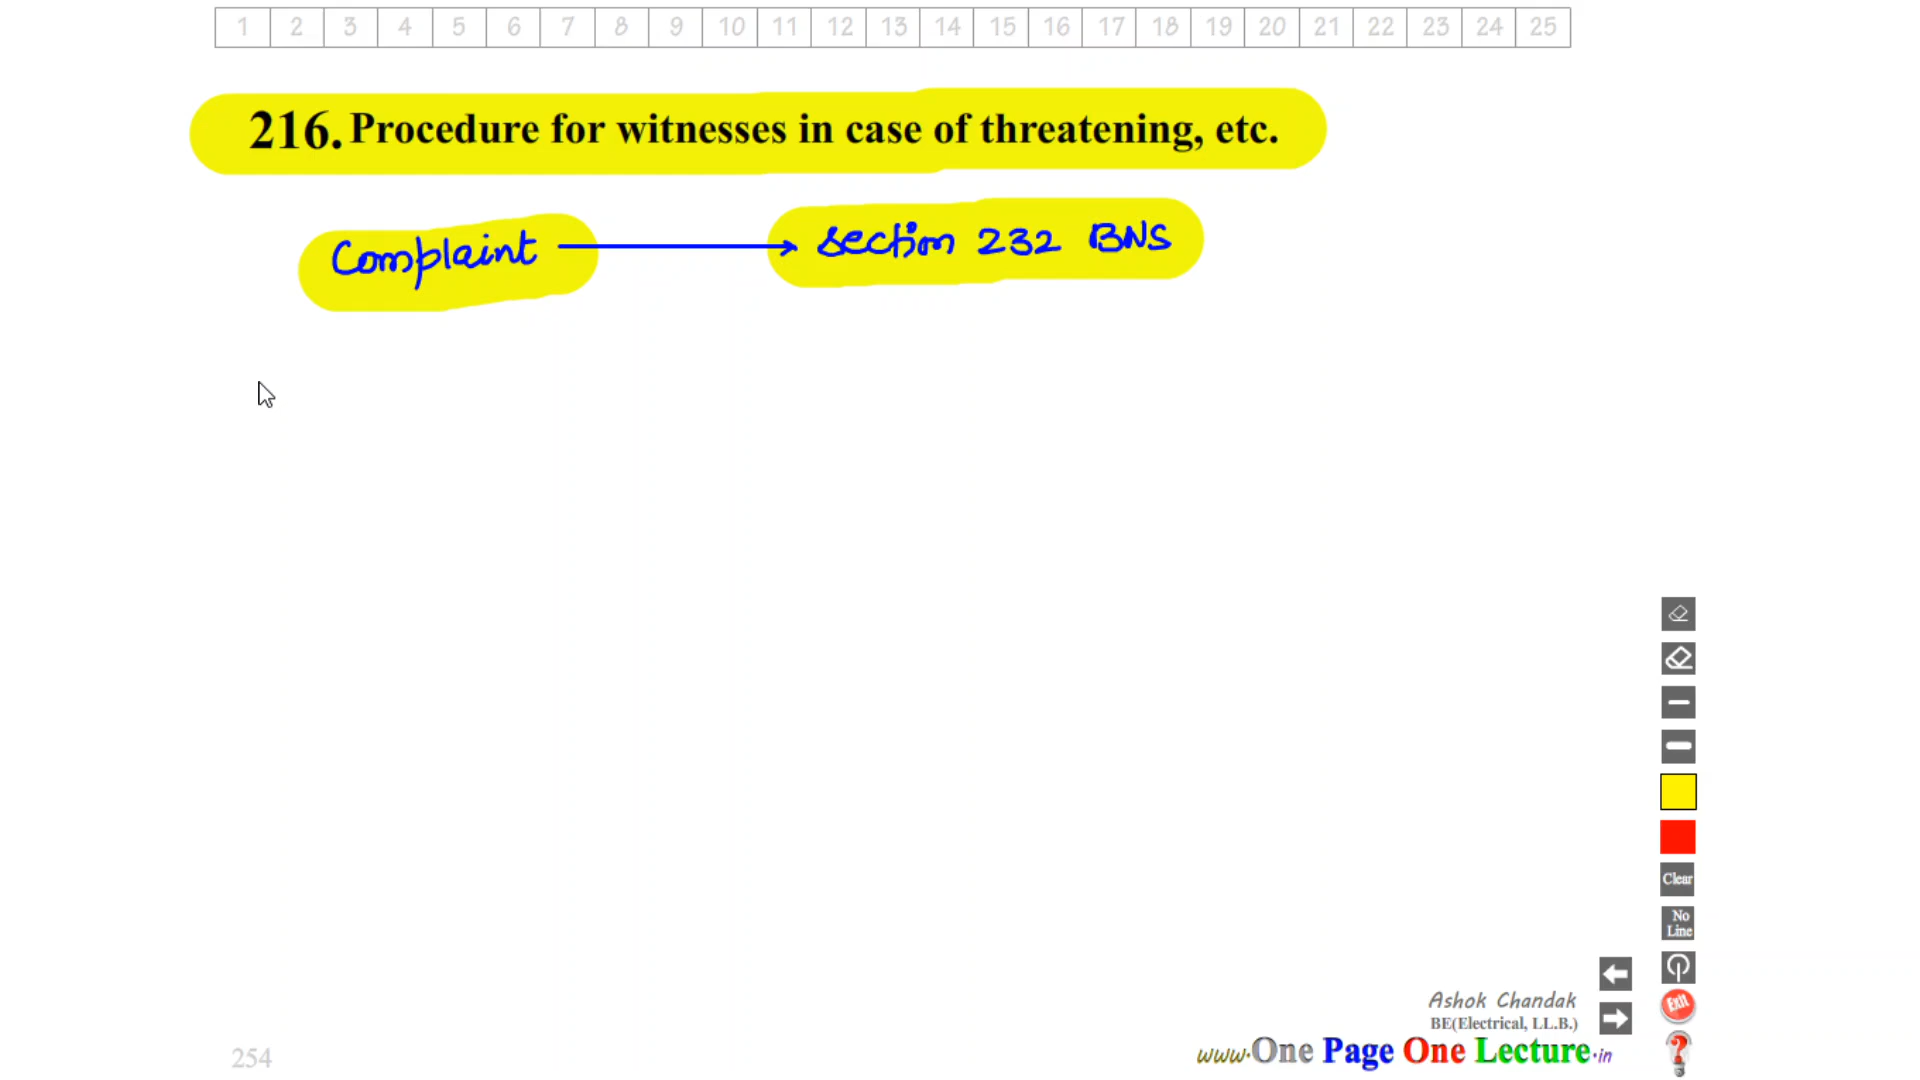 1 2 3 4 5 6 7 8 9 10 11 12 13 14 15 16 17 18 19 20 21 22 23 24 25
216. Procedure for witnesses in case of threatening, etc.
Complaint → section 232 BNS
Clear
No
Line
Exit
Ashok Chandak
BE(Electrical, LL.B.)
www.One Page One Lecture.in
254